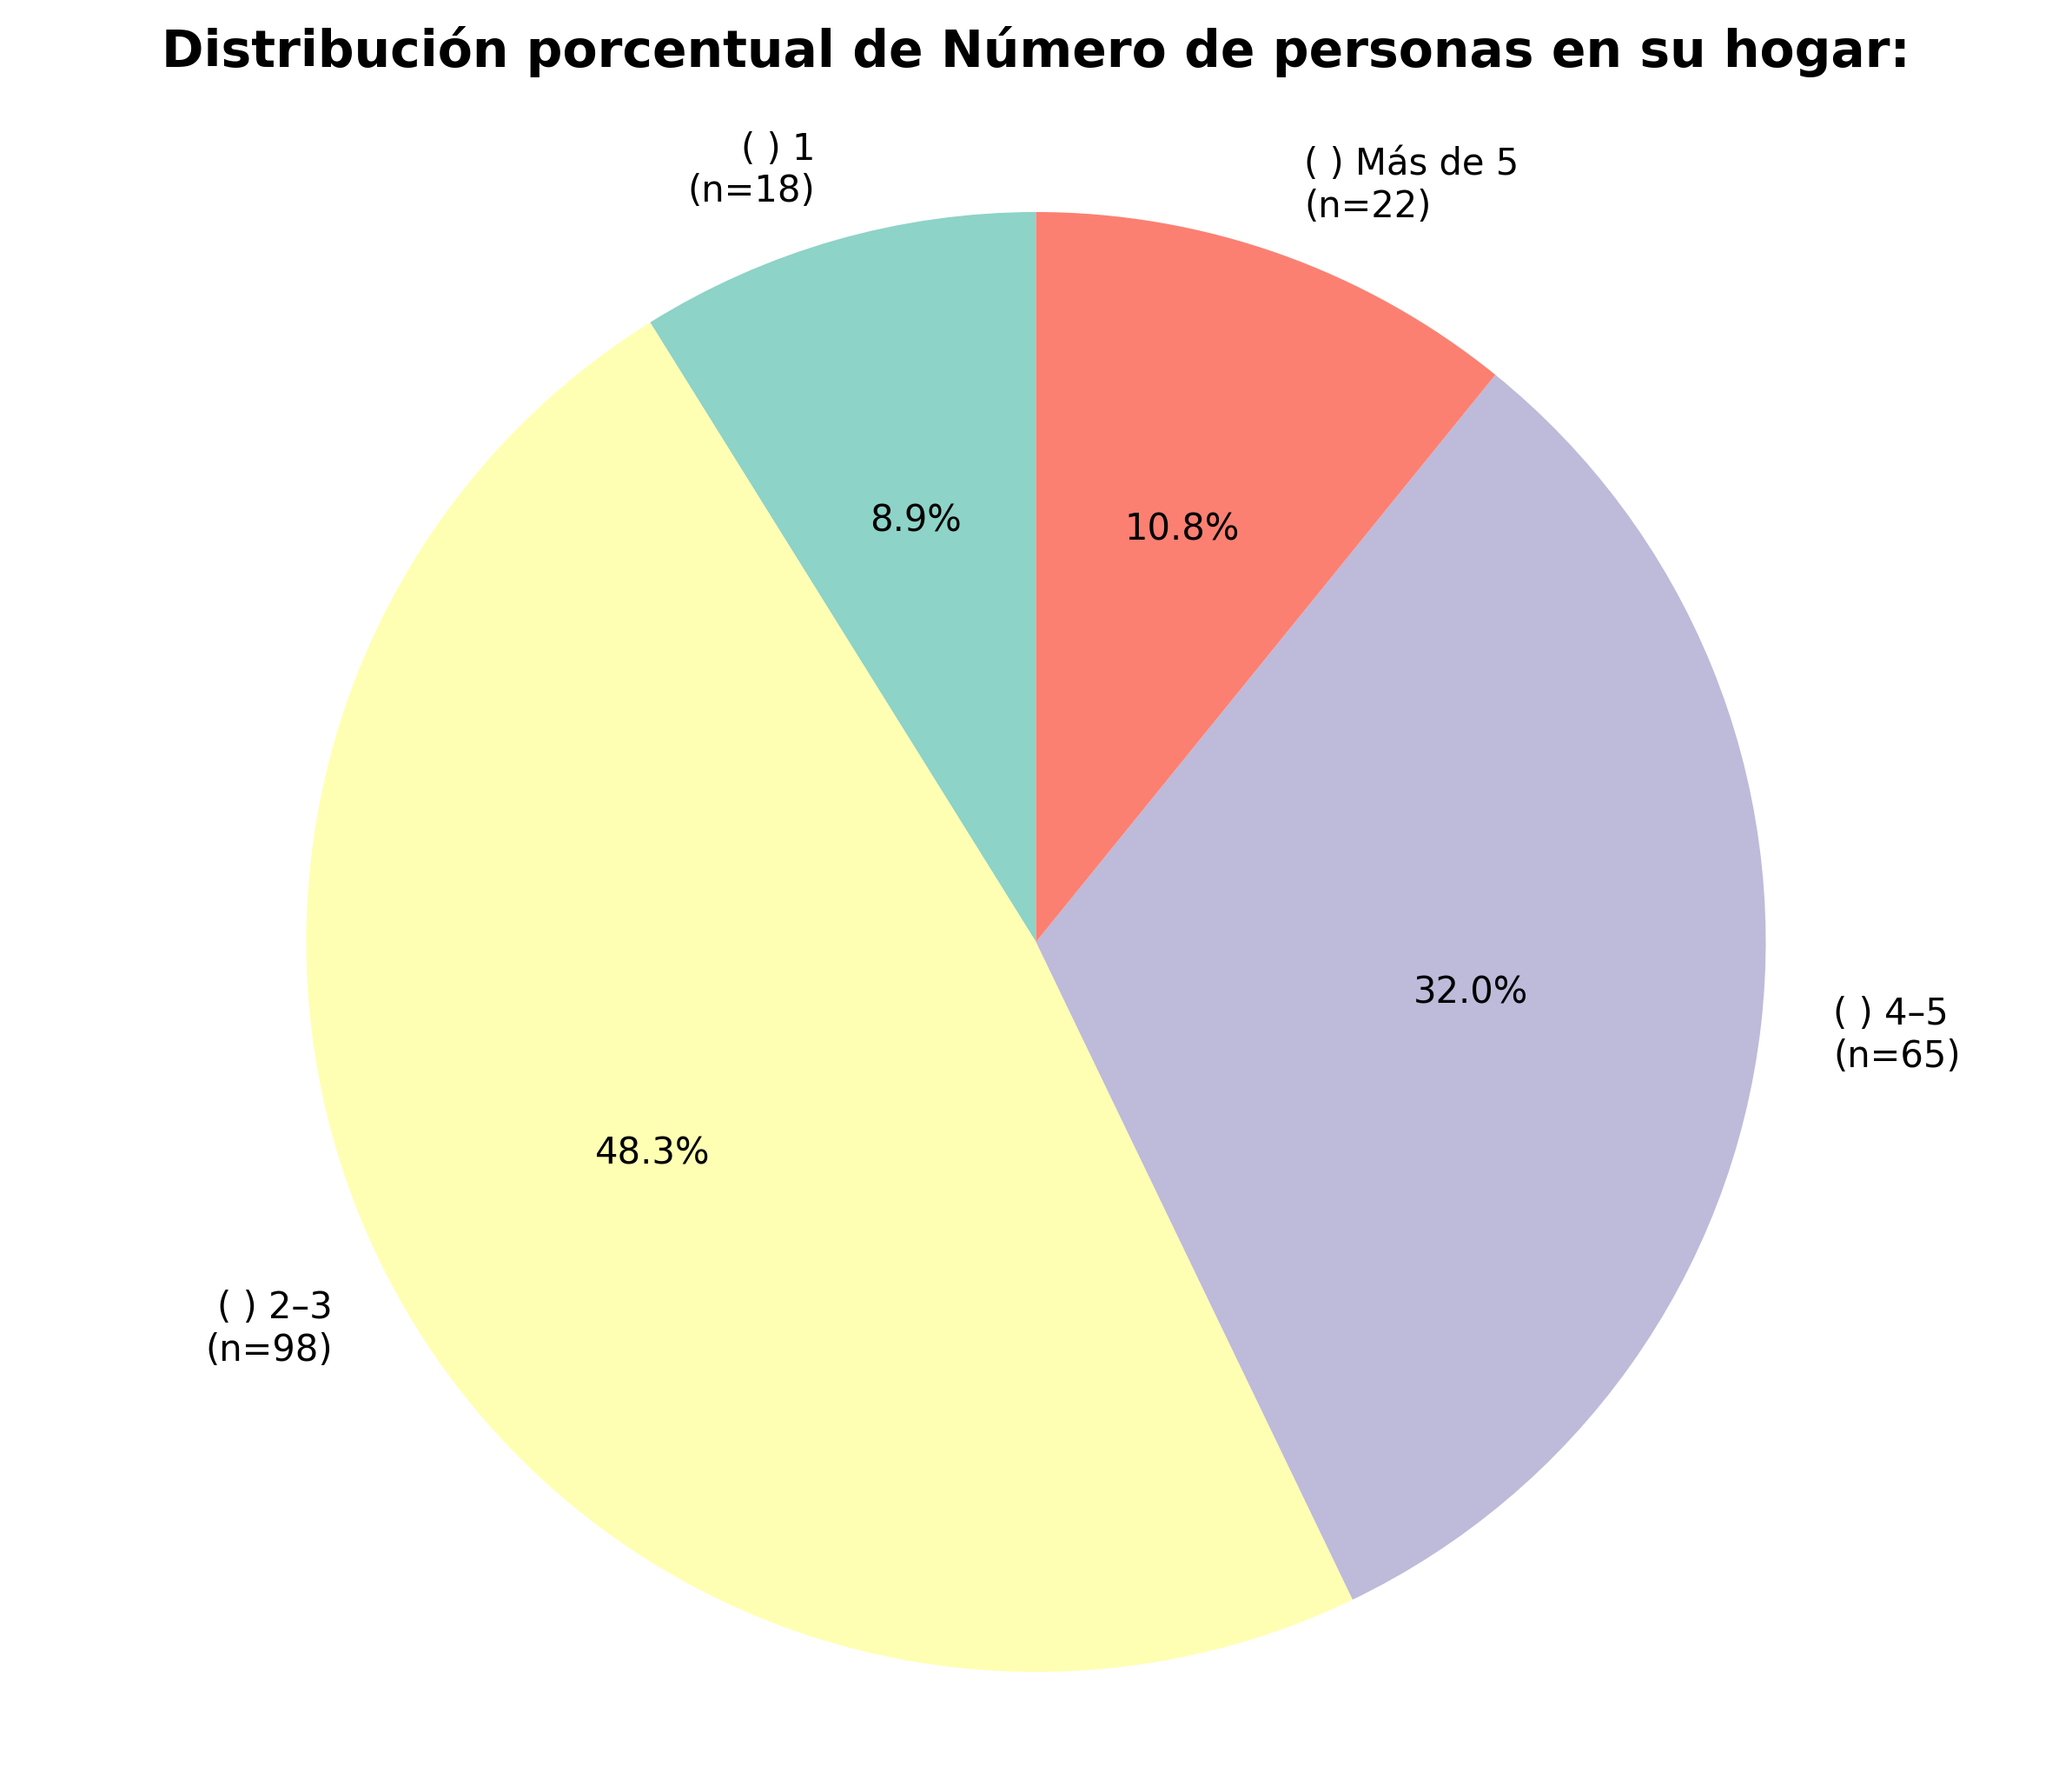 Distribución porcentual de Número de personas en su hogar:
( ) 1
(n=18)
( ) Más de 5
(n=22)
8.9%
10.8%
32.0%
( ) 4–5
(n=65)
48.3%
( ) 2–3
(n=98)